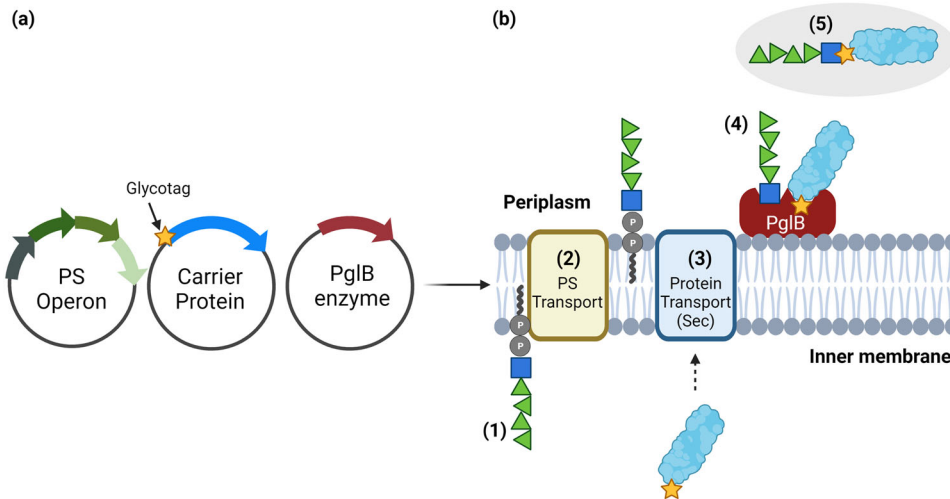 (a)
Glycotag
PS
Operon
Carrier
Protein
PglB
enzyme
(b)
(5)
(4)
Periplasm
P
P
PglB
(2)
PS
Transport
(3)
Protein
Transport
(Sec)
P
P
Inner membrane
(1)